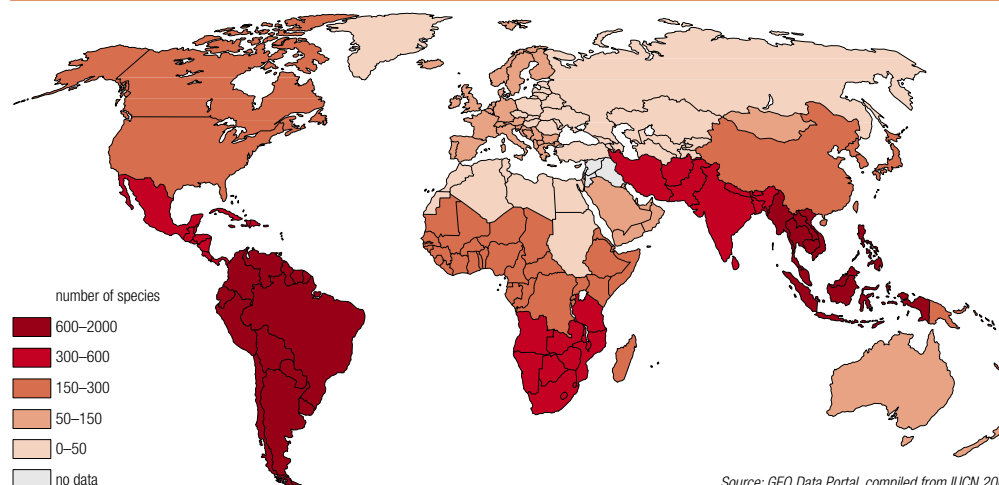 number of species
600–2000
300–600
150–300
50–150
0–50
no data
Source: GEO Data Portal, compiled from IUCN